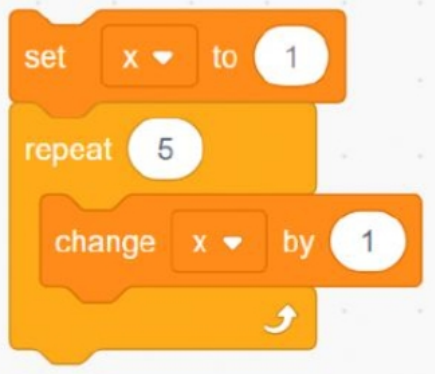 set x to 1
repeat 5
change x by 1